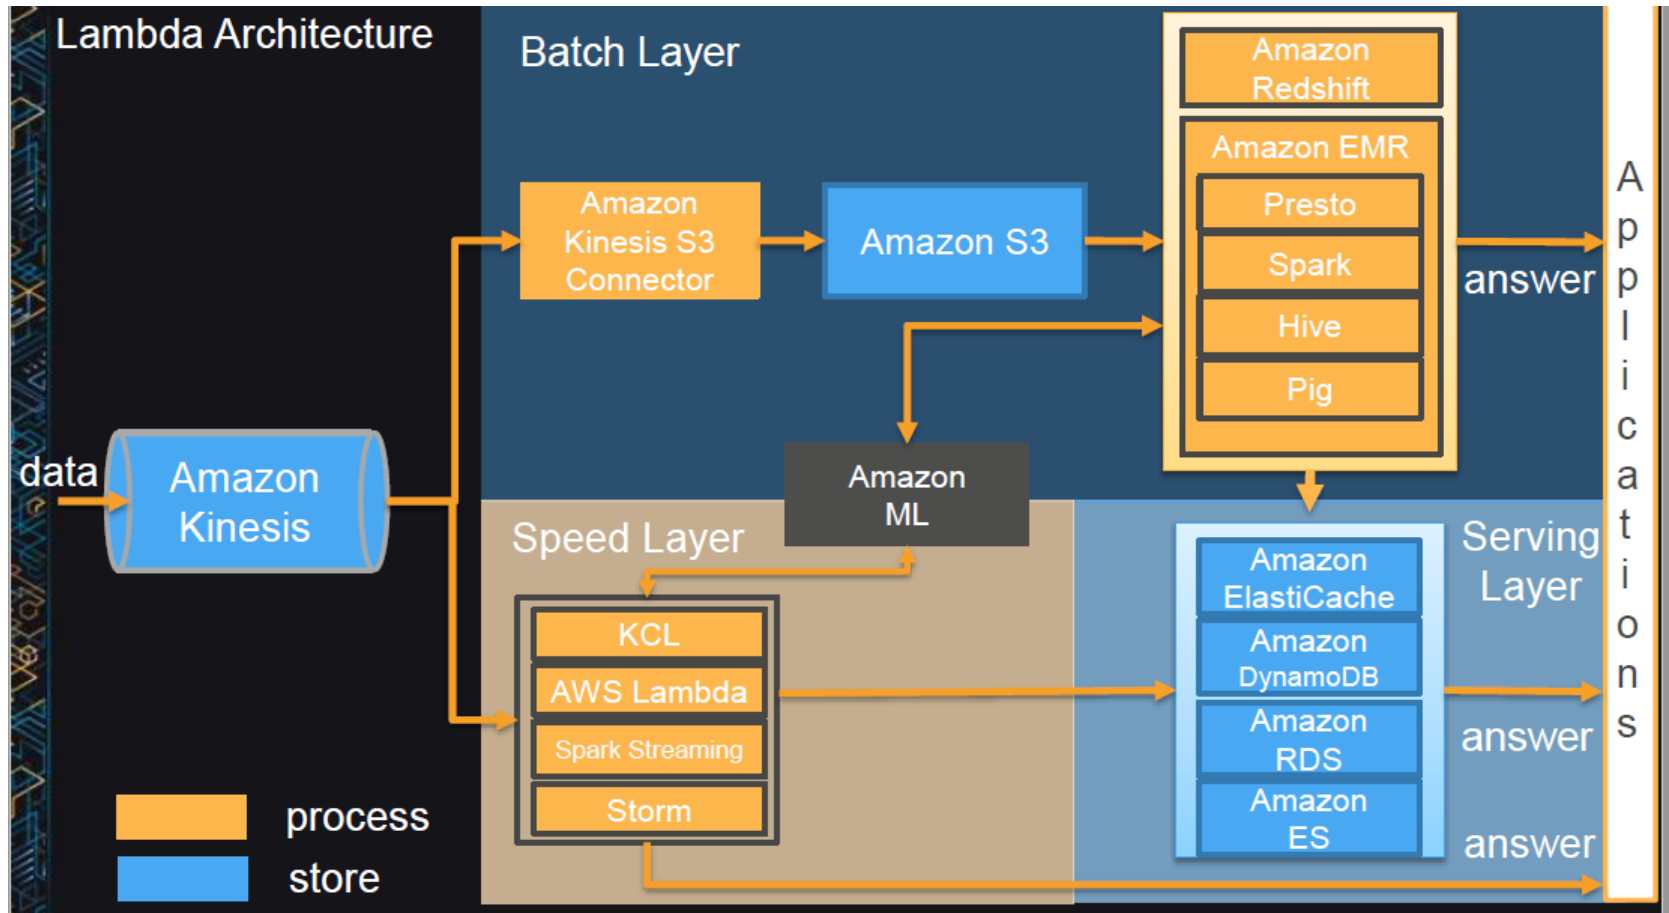 Lambda Architecture
Batch Layer
Amazon
Redshift
Amazon EMR
Presto
Spark
Hive
Pig
Amazon
Kinesis S3
Connector
Amazon S3
answer
data
Amazon
Kinesis
Amazon
ML
Speed Layer
KCL
AWS Lambda
Spark Streaming
Storm
Serving
Layer
Amazon
ElastiCache
Amazon
DynamoDB
Amazon
RDS
Amazon
ES
answer
answer
Applications
process
store